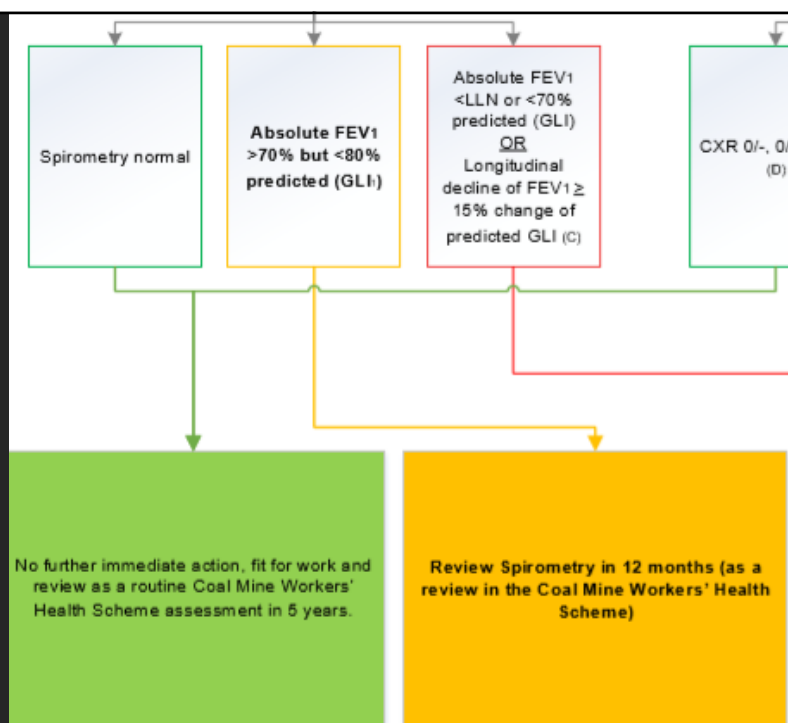 Spirometry normal
Absolute FEV1
>70% but <80%
predicted (GLI1)
Absolute FEV1
<LLN or <70%
predicted (GLI)
OR
Longitudinal
decline of FEV1 ≥
15% change of
predicted GLI (C)
CXR 0/-, 0/
(D)
No further immediate action, fit for work and
review as a routine Coal Mine Workers'
Health Scheme assessment in 5 years.
Review Spirometry in 12 months (as a
review in the Coal Mine Workers' Health
Scheme)